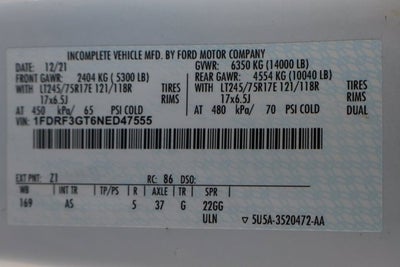 INCOMPLETE VEHICLE MFD. BY FORD MOTOR COMPANY
DATE: 12/21 GVWR: 6350 KG (14000 LB)
FRONT GAWR: 2404 KG ( 5300 LB) REAR GAWR: 4554 KG (10040 LB)
WITH LT245/75R17E 121/118R TIRES WITH LT245/75R17E 121/118R TIRES
17x6.5J RIMS 17x6.5J RIMS
AT 450 kPa/ 65 PSI COLD AT 480 kPa/ 70 PSI COLD
VIN: 1FDRF3GT6NED47555
EXT PNT: Z1 RC: 86 DSO:
WB INT TR TP/PS R AXLE TR SPR
169 AS 5 37 G 22GG
ULN ▽ 5U5A-3520472-AA